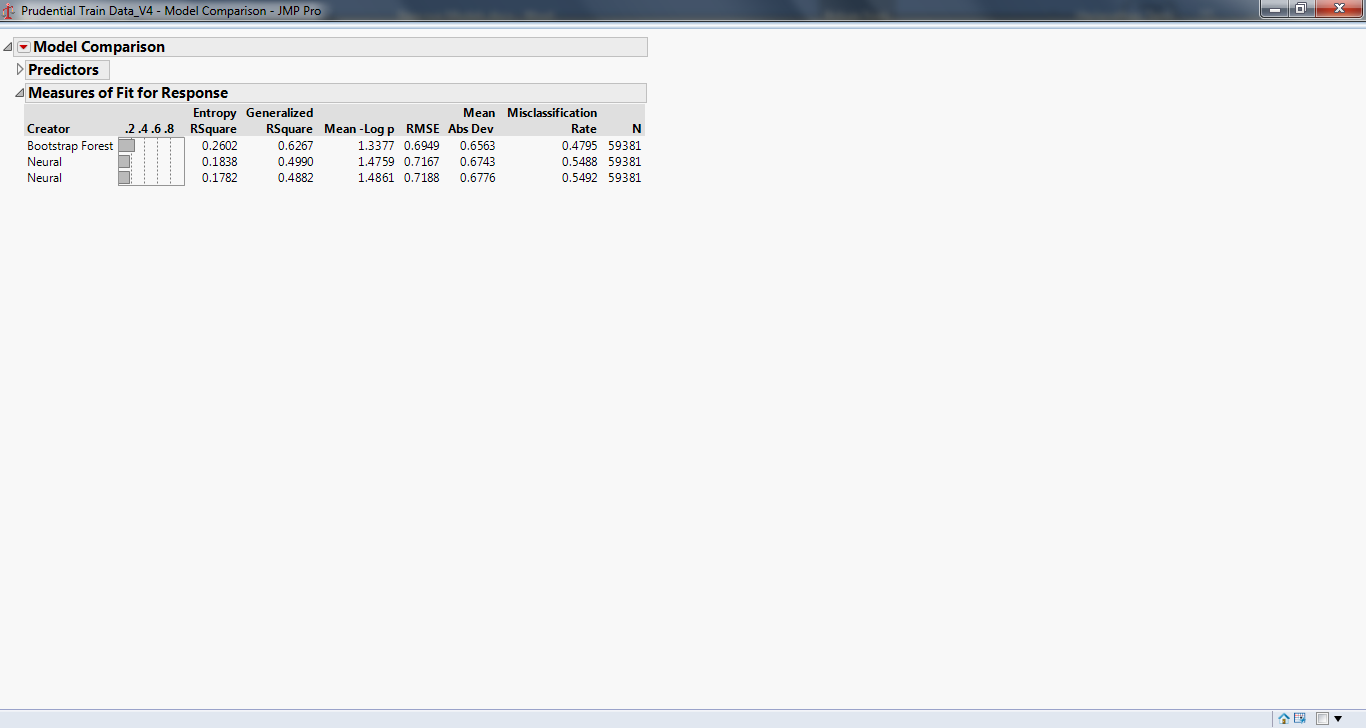 Prudential Train Data_V4 - Model Comparison - JMP Pro
Model Comparison
Predictors
Measures of Fit for Response
Entropy Generalized Mean Misclassification
Creator .2 .4 .6 .8 RSquare RSquare Mean -Log p RMSE Abs Dev Rate N
Bootstrap Forest 0.2602 0.6267 1.3377 0.6949 0.6563 0.4795 59381
Neural 0.1838 0.4990 1.4759 0.7167 0.6743 0.5488 59381
Neural 0.1782 0.4882 1.4861 0.7188 0.6776 0.5492 59381